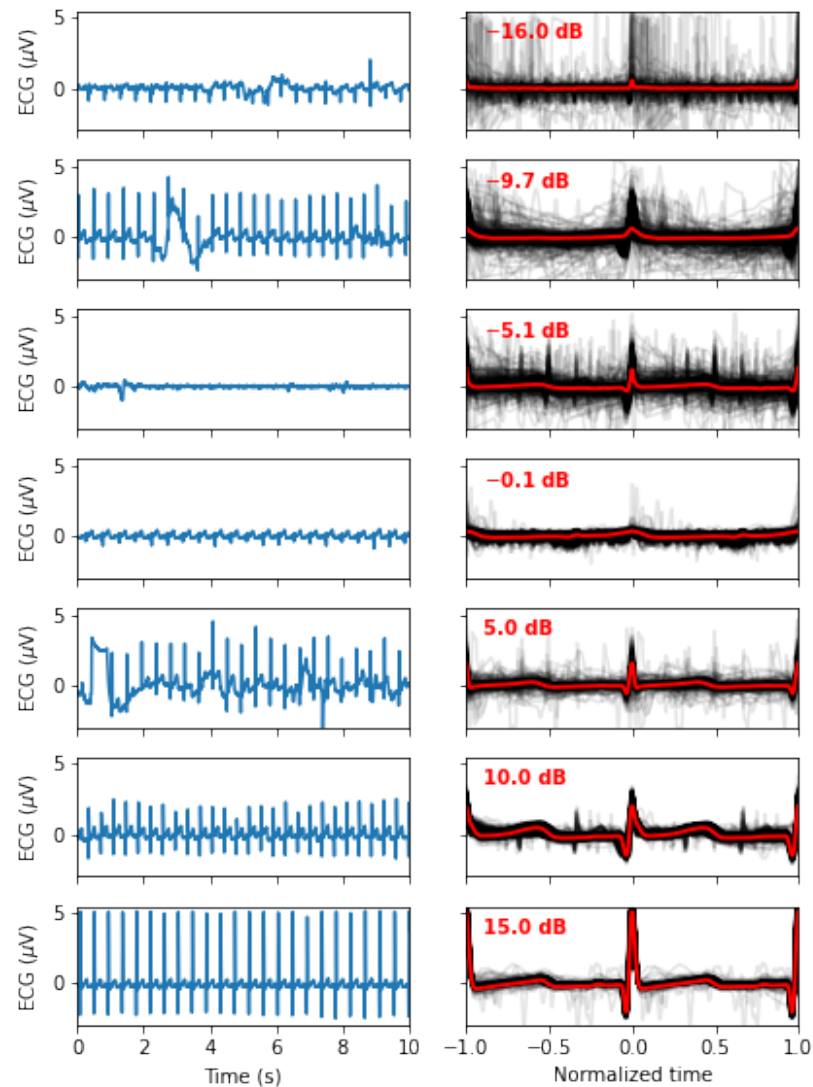 5
0
ECG (μV)
−16.0 dB
5
0
ECG (μV)
−9.7 dB
5
0
ECG (μV)
−5.1 dB
5
0
ECG (μV)
−0.1 dB
5
0
ECG (μV)
5.0 dB
5
0
ECG (μV)
10.0 dB
5
0
ECG (μV)
15.0 dB
0 2 4 6 8 10
−1.0 −0.5 0.0 0.5 1.0
Time (s)
Normalized time